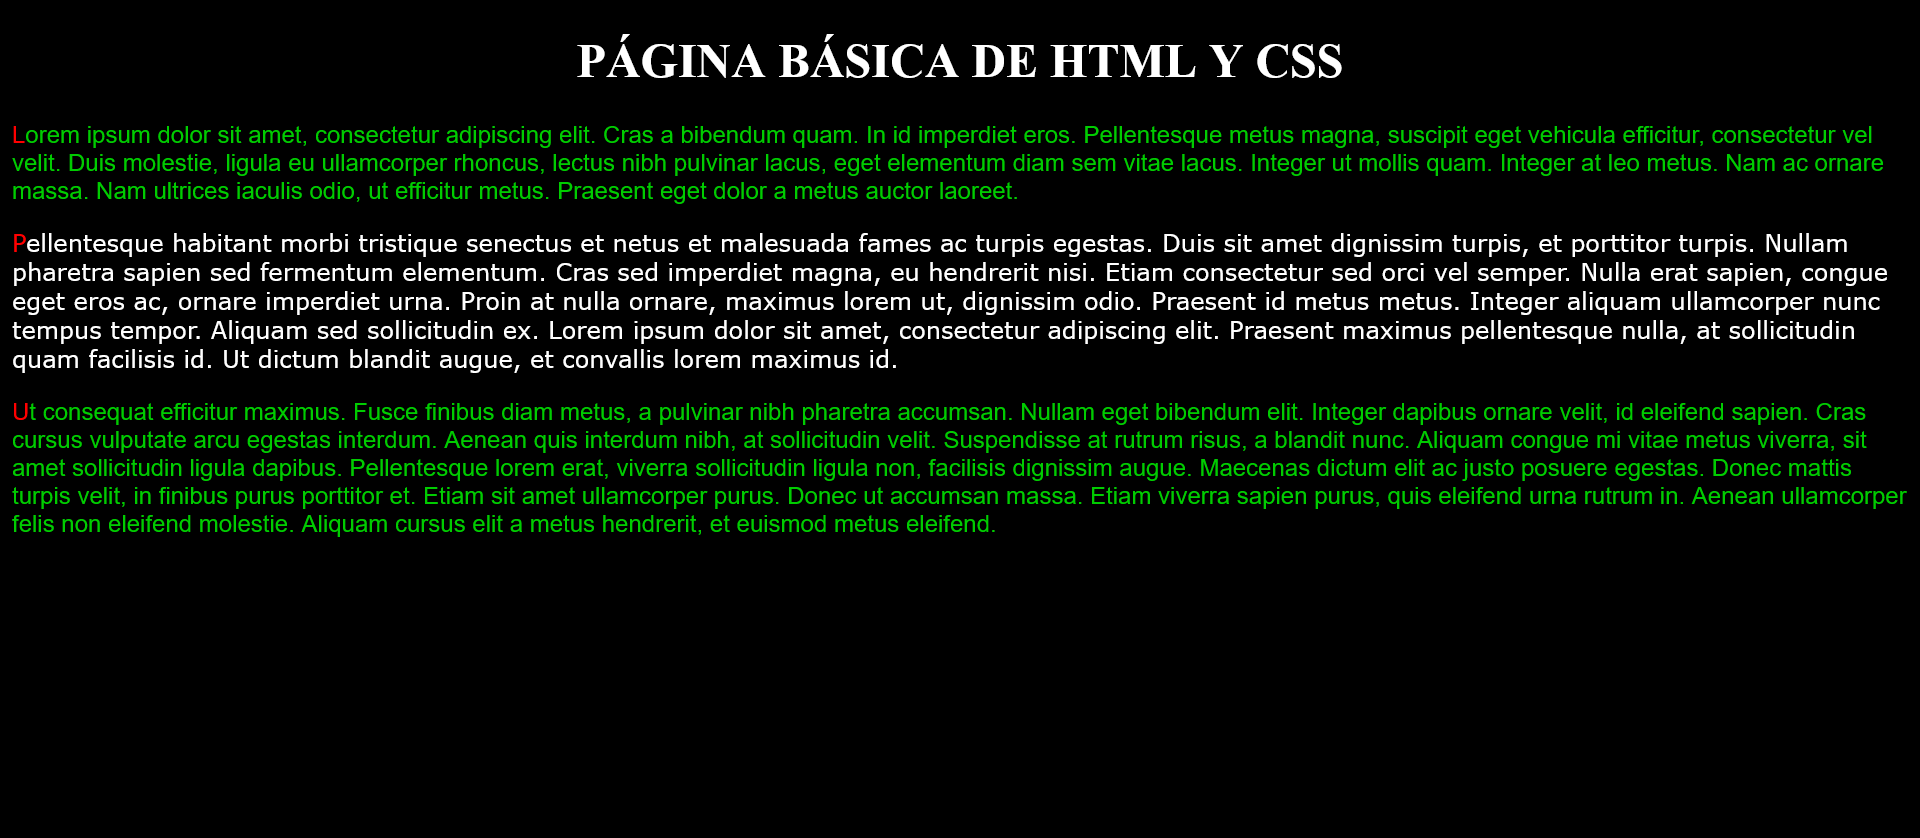 PÁGINA BÁSICA DE HTML Y CSS
Lorem ipsum dolor sit amet, consectetur adipiscing elit. Cras a bibendum quam. In id imperdiet eros. Pellentesque metus magna, suscipit eget vehicula efficitur, consectetur vel
velit. Duis molestie, ligula eu ullamcorper rhoncus, lectus nibh pulvinar lacus, eget elementum diam sem vitae lacus. Integer ut mollis quam. Integer at leo metus. Nam ac ornare
massa. Nam ultrices iaculis odio, ut efficitur metus. Praesent eget dolor a metus auctor laoreet.
Pellentesque habitant morbi tristique senectus et netus et malesuada fames ac turpis egestas. Duis sit amet dignissim turpis, et porttitor turpis. Nullam
pharetra sapien sed fermentum elementum. Cras sed imperdiet magna, eu hendrerit nisi. Etiam consectetur sed orci vel semper. Nulla erat sapien, congue
eget eros ac, ornare imperdiet urna. Proin at nulla ornare, maximus lorem ut, dignissim odio. Praesent id metus metus. Integer aliquam ullamcorper nunc
tempus tempor. Aliquam sed sollicitudin ex. Lorem ipsum dolor sit amet, consectetur adipiscing elit. Praesent maximus pellentesque nulla, at sollicitudin
quam facilisis id. Ut dictum blandit augue, et convallis lorem maximus id.
Ut consequat efficitur maximus. Fusce finibus diam metus, a pulvinar nibh pharetra accumsan. Nullam eget bibendum elit. Integer dapibus ornare velit, id eleifend sapien. Cras
cursus vulputate arcu egestas interdum. Aenean quis interdum nibh, at sollicitudin velit. Suspendisse at rutrum risus, a blandit nunc. Aliquam congue mi vitae metus viverra, sit
amet sollicitudin ligula dapibus. Pellentesque lorem erat, viverra sollicitudin ligula non, facilisis dignissim augue. Maecenas dictum elit ac justo posuere egestas. Donec mattis
turpis velit, in finibus purus porttitor et. Etiam sit amet ullamcorper purus. Donec ut accumsan massa. Etiam viverra sapien purus, quis eleifend urna rutrum in. Aenean ullamcorper
felis non eleifend molestie. Aliquam cursus elit a metus hendrerit, et euismod metus eleifend.